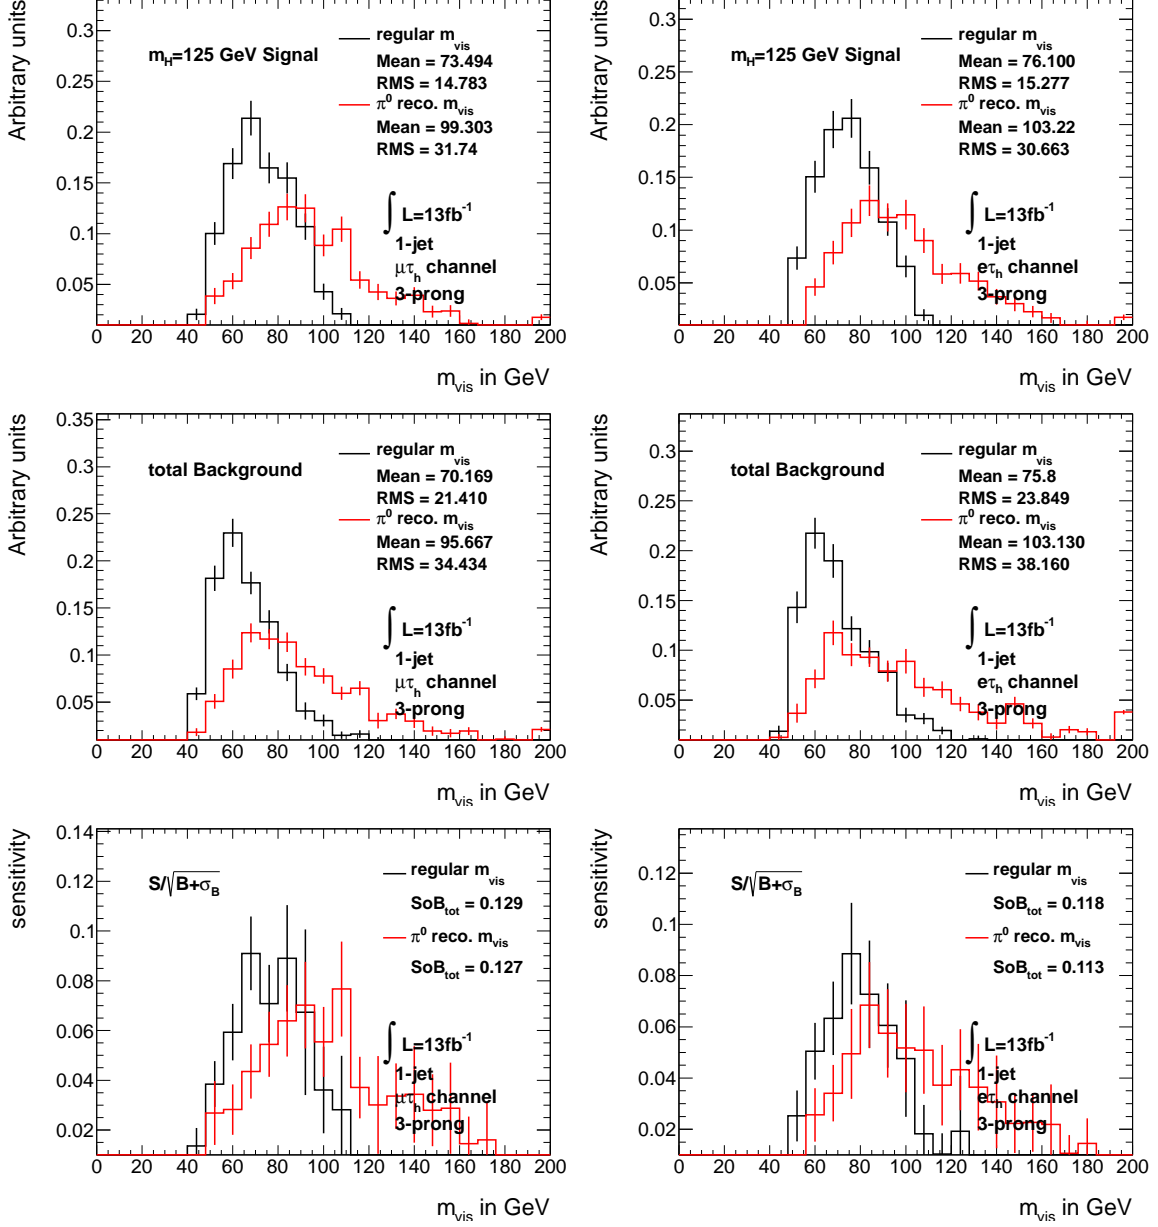 Arbitrary units
0.3
0.25
0.2
0.15
0.1
0.05
0 20 40 60 80 100 120 140 160 180 200
m_H=125 GeV Signal
regular m_vis
Mean = 73.494
RMS = 14.783
π⁰ reco. m_vis
Mean = 99.303
RMS = 31.74
∫ L=13fb⁻¹
1-jet
μτ_h channel
3-prong
m_vis in GeV
Arbitrary units
0.3
0.25
0.2
0.15
0.1
0.05
0 20 40 60 80 100 120 140 160 180 200
m_H=125 GeV Signal
regular m_vis
Mean = 76.100
RMS = 15.277
π⁰ reco. m_vis
Mean = 103.22
RMS = 30.663
∫ L=13fb⁻¹
1-jet
eτ_h channel
3-prong
m_vis in GeV
Arbitrary units
0.35
0.3
0.25
0.2
0.15
0.1
0.05
0 20 40 60 80 100 120 140 160 180 200
total Background
regular m_vis
Mean = 70.169
RMS = 21.410
π⁰ reco. m_vis
Mean = 95.667
RMS = 34.434
∫ L=13fb⁻¹
1-jet
μτ_h channel
3-prong
m_vis in GeV
Arbitrary units
0.3
0.25
0.2
0.15
0.1
0.05
0 20 40 60 80 100 120 140 160 180 200
total Background
regular m_vis
Mean = 75.8
RMS = 23.849
π⁰ reco. m_vis
Mean = 103.130
RMS = 38.160
∫ L=13fb⁻¹
1-jet
eτ_h channel
3-prong
m_vis in GeV
sensitivity
0.14
0.12
0.1
0.08
0.06
0.04
0.02
0 20 40 60 80 100 120 140 160 180 200
S/√(B+σ_B)
regular m_vis
SoB_tot = 0.129
π⁰ reco. m_vis
SoB_tot = 0.127
∫ L=13fb⁻¹
1-jet
μτ_h channel
3-prong
m_vis in GeV
sensitivity
0.12
0.1
0.08
0.06
0.04
0.02
0 20 40 60 80 100 120 140 160 180 200
S/√(B+σ_B)
regular m_vis
SoB_tot = 0.118
π⁰ reco. m_vis
SoB_tot = 0.113
∫ L=13fb⁻¹
1-jet
eτ_h channel
3-prong
m_vis in GeV